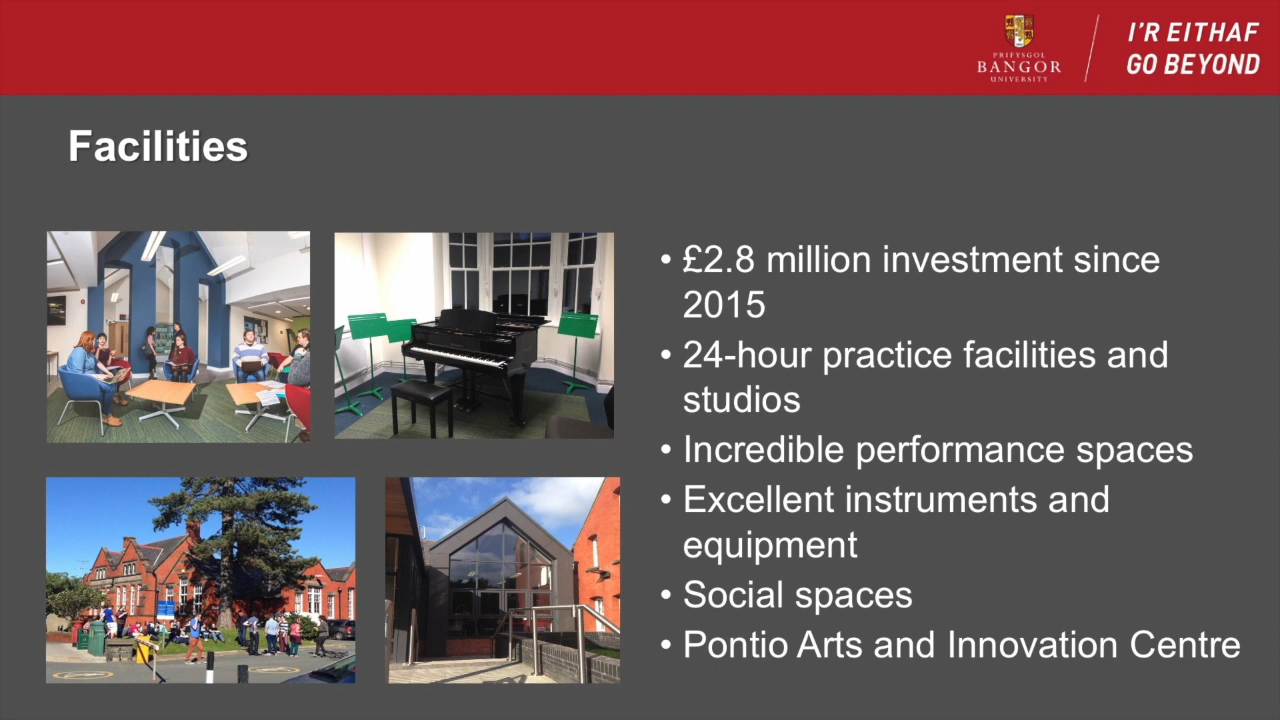 PRIFYSGOL
BANGOR
UNIVERSITY
I'R EITHAF
GO BEYOND
Facilities
• £2.8 million investment since
2015
• 24-hour practice facilities and
studios
• Incredible performance spaces
• Excellent instruments and
equipment
• Social spaces
• Pontio Arts and Innovation Centre